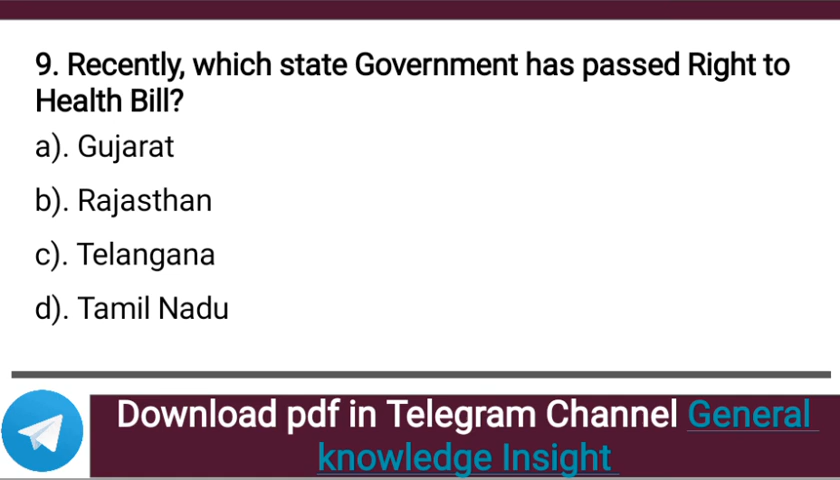 9. Recently, which state Government has passed Right to
Health Bill?
a). Gujarat
b). Rajasthan
c). Telangana
d). Tamil Nadu
Download pdf in Telegram Channel General
knowledge Insight